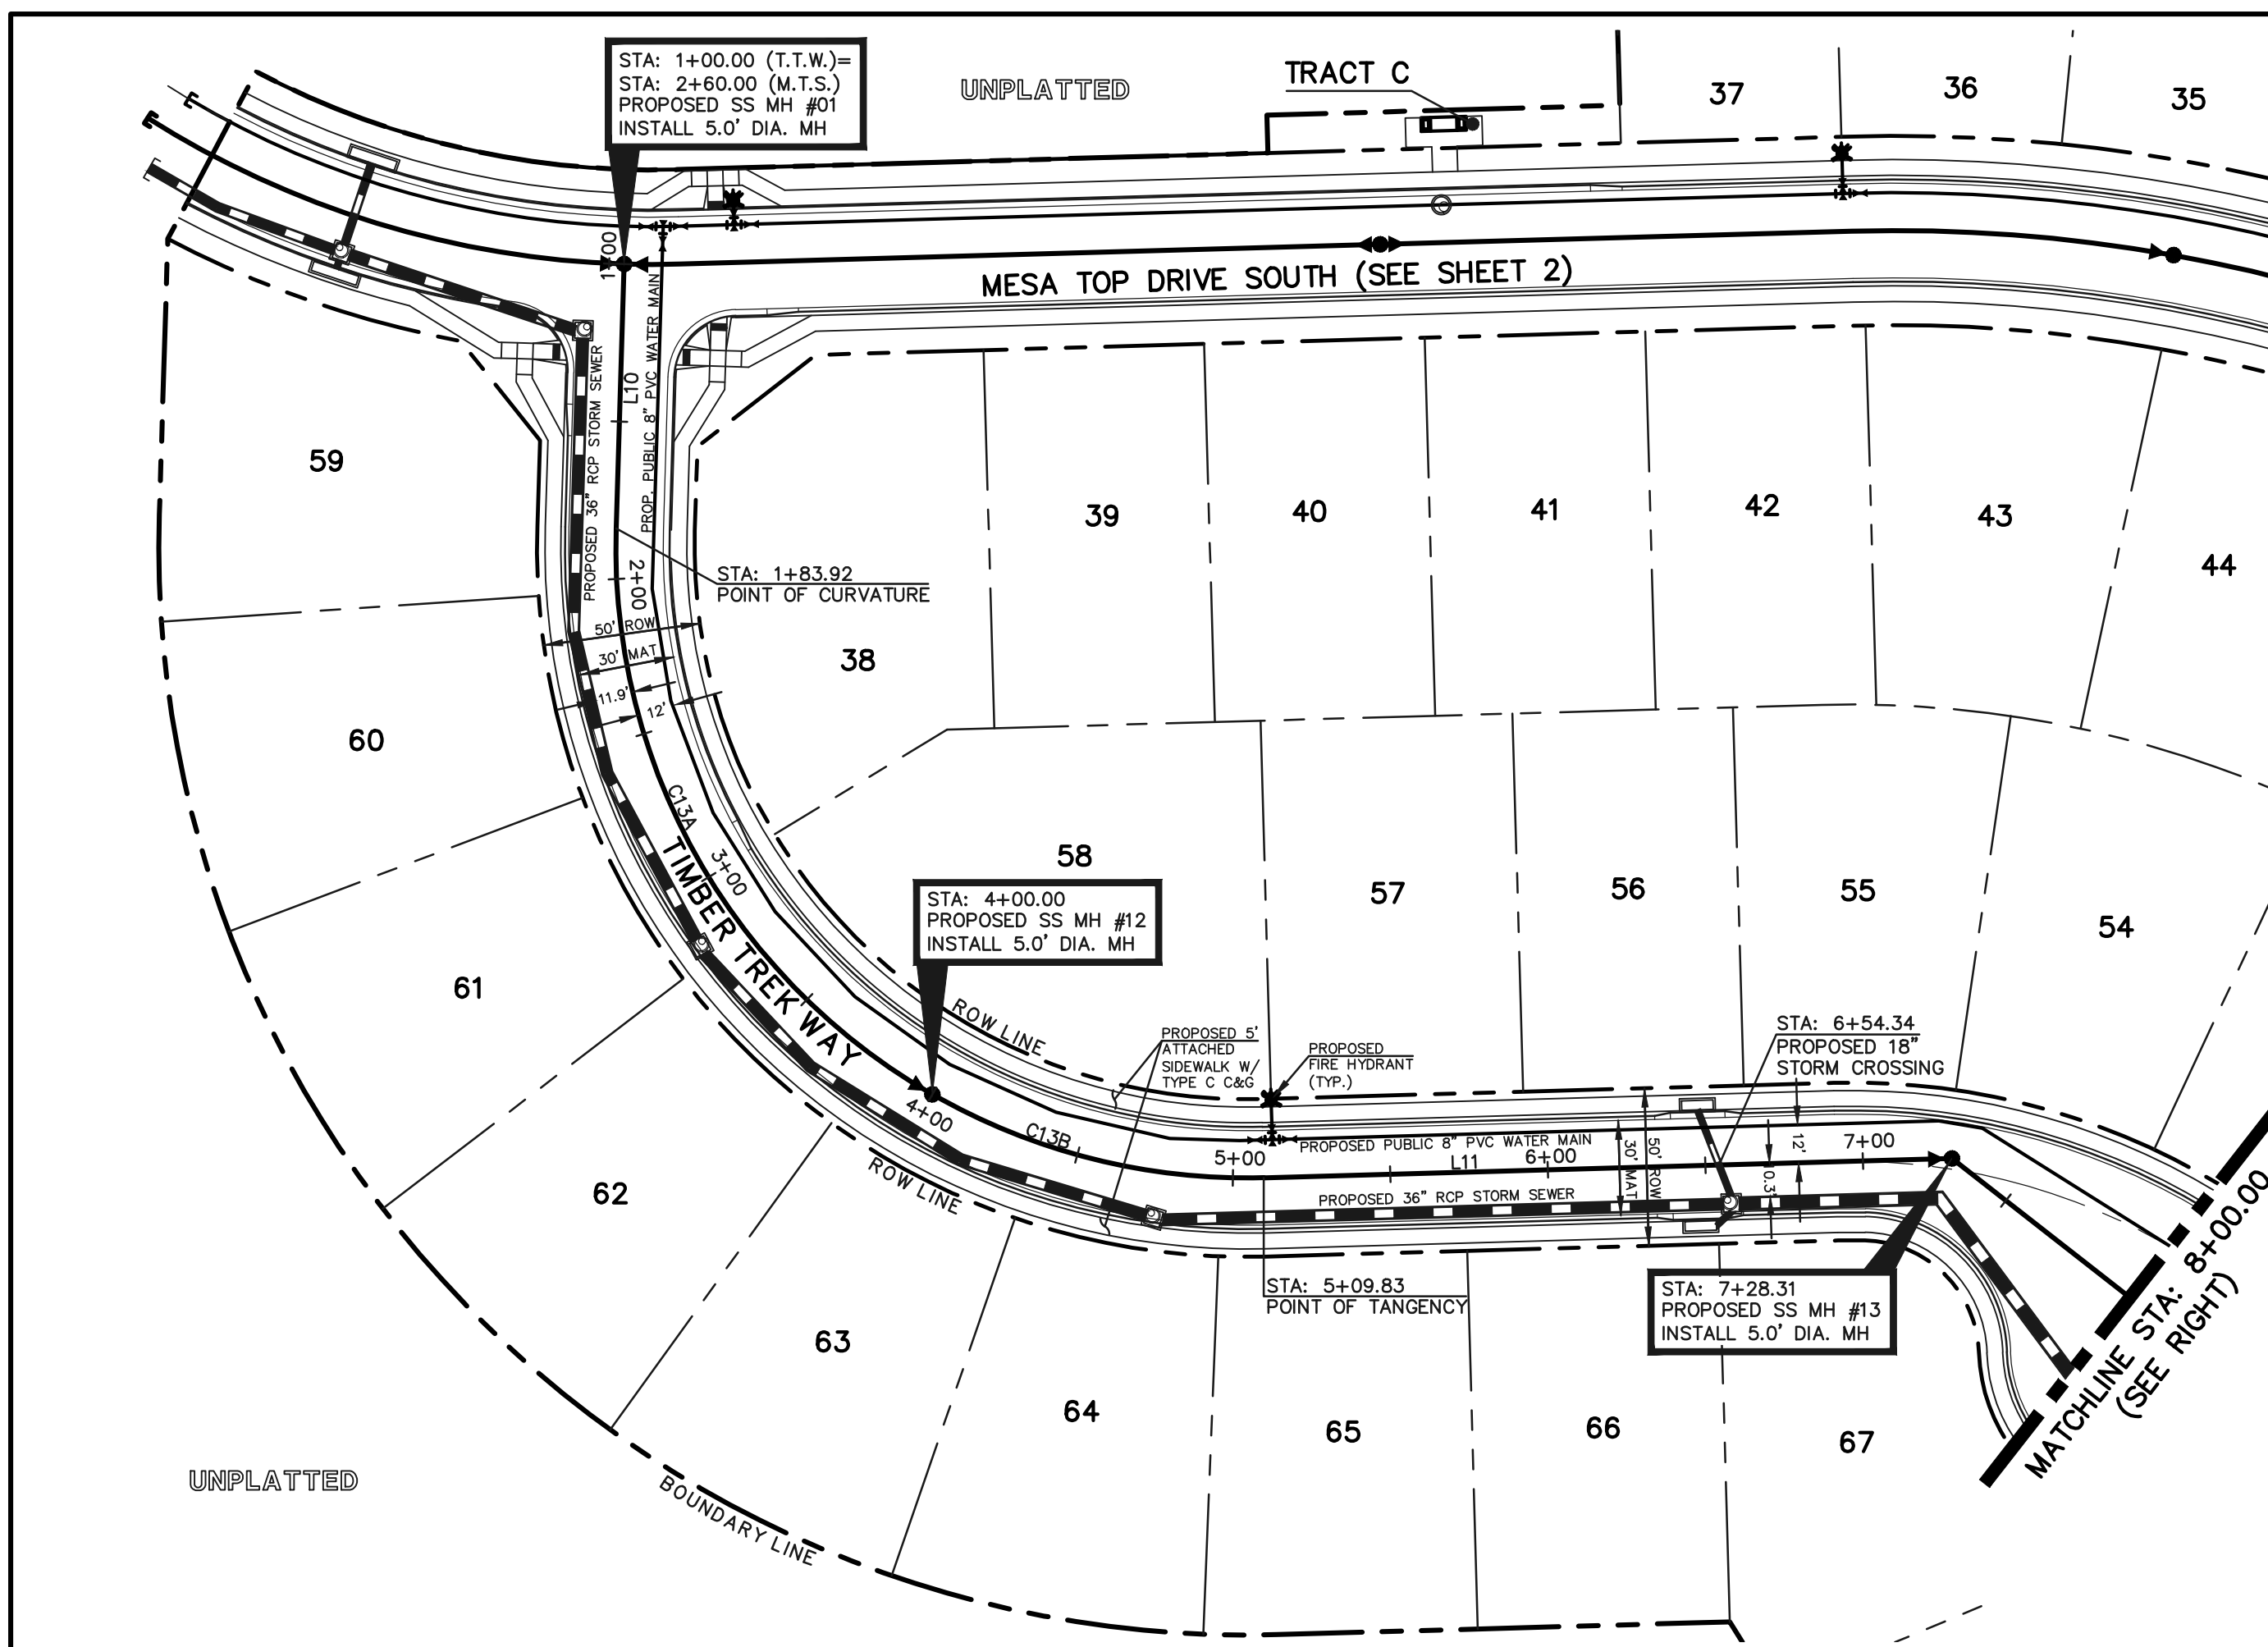 STA: 1+00.00 (T.T.W.)=
STA: 2+60.00 (M.T.S.)
PROPOSED SS MH #01
INSTALL 5.0' DIA. MH
UNPLATTED
TRACT C
37
36
35
1+00
MESA TOP DRIVE SOUTH (SEE SHEET 2)
L10
PROPOSED 36" RCP STORM SEWER
PROP. PUBLIC 8" PVC WATER MAIN
59
39
40
41
42
43
44
STA: 1+83.92
POINT OF CURVATURE
2+00
50' ROW
30' MAT
11.9'
12'
38
60
C13A
3+00
TIMBER TREK WAY
58
57
56
55
54
STA: 4+00.00
PROPOSED SS MH #12
INSTALL 5.0' DIA. MH
61
ROW LINE
PROPOSED 5'
ATTACHED
SIDEWALK W/
TYPE C C&G
PROPOSED
FIRE HYDRANT
(TYP.)
STA: 6+54.34
PROPOSED 18"
STORM CROSSING
4+00
C13B
5+00
PROPOSED PUBLIC 8" PVC WATER MAIN
L11
6+00
30' MAT
50' ROW
12'
10.3'
7+00
ROW LINE
PROPOSED 36" RCP STORM SEWER
62
STA: 5+09.83
POINT OF TANGENCY
STA: 7+28.31
PROPOSED SS MH #13
INSTALL 5.0' DIA. MH
MATCHLINE STA: 8+00.00
(SEE RIGHT)
63
64
65
66
67
UNPLATTED
BOUNDARY LINE